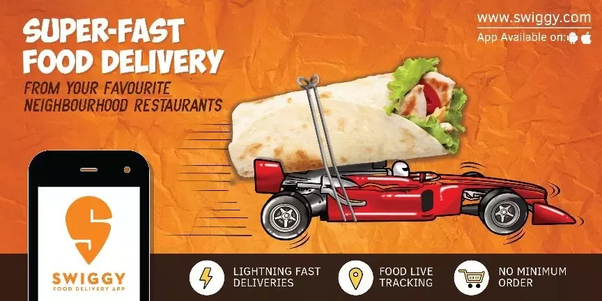 SUPER-FAST
FOOD DELIVERY
FROM YOUR FAVOURITE
NEIGHBOURHOOD RESTAURANTS
www.swiggy.com
App Available on:
SWIGGY
FOOD DELIVERY APP
LIGHTNING FAST
DELIVERIES
FOOD LIVE
TRACKING
NO MINIMUM
ORDER